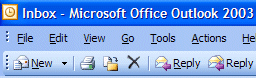 Inbox - Microsoft Office Outlook 2003
File Edit View Go Tools Actions He
New Reply Reply